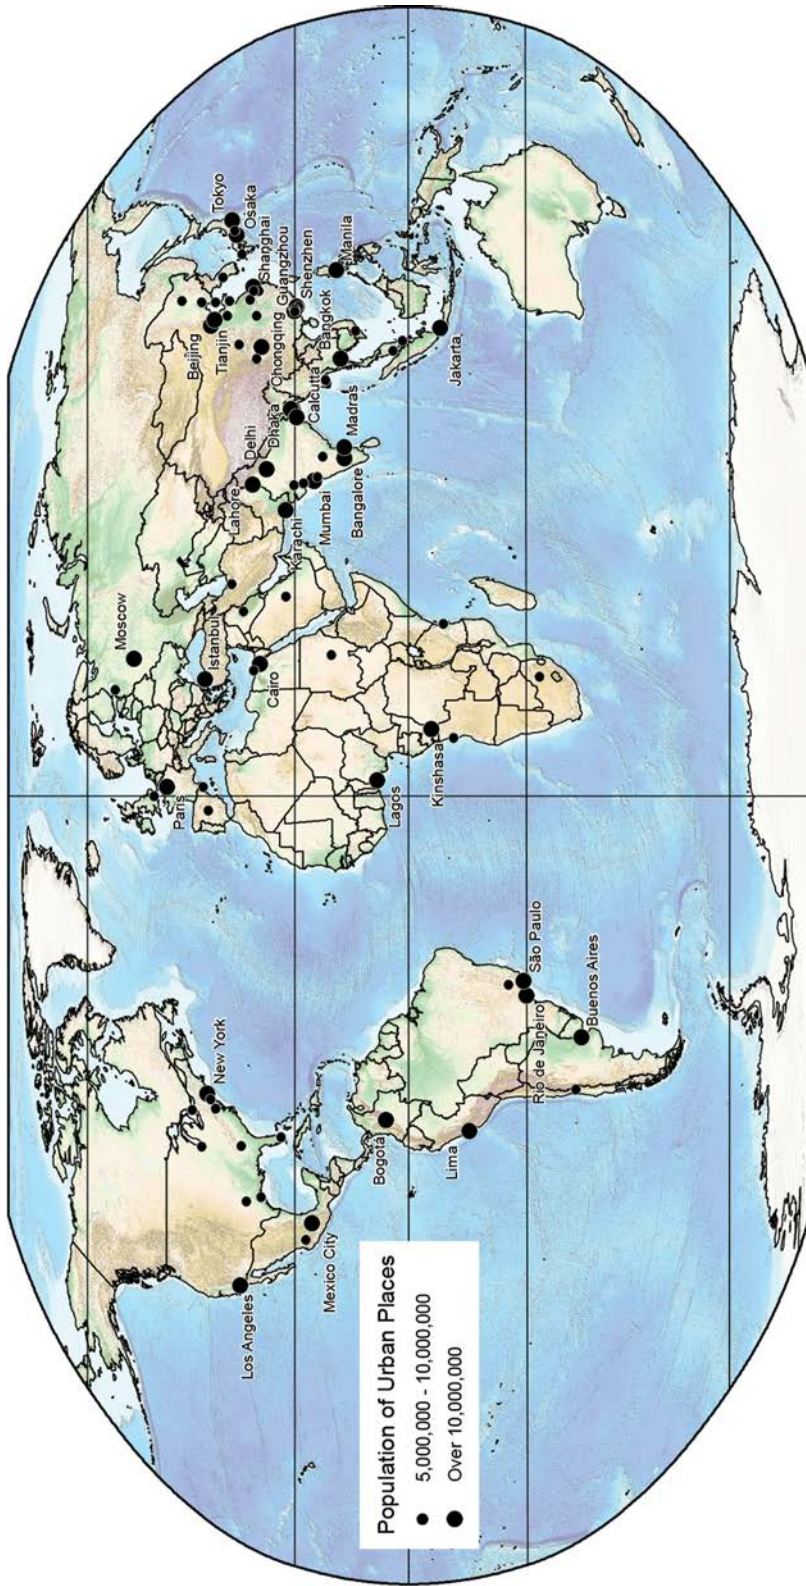 Tokyo
Osaka
Shanghai
Guangzhou
Shenzhen
Manila
Beijing
Tianjin
Chongqing
Bangkok
Jakarta
Dhaka
Calcutta
Delhi
Madras
Lahore
Karachi
Mumbai
Bangalore
Moscow
Istanbul
Cairo
Paris
Lagos
Kinshasa
New York
Los Angeles
Mexico City
Bogotá
Lima
São Paulo
Rio de Janeiro
Buenos Aires
Population of Urban Places
5,000,000 - 10,000,000
Over 10,000,000